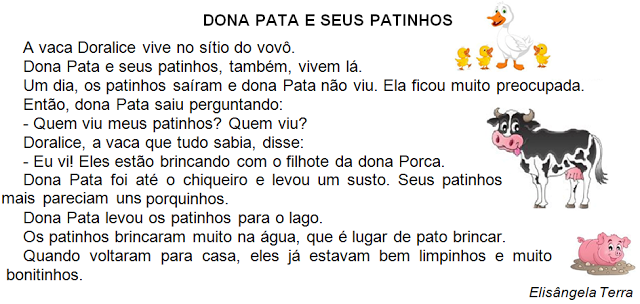 DONA PATA E SEUS PATINHOS
A vaca Doralice vive no sítio do vovô.
Dona Pata e seus patinhos, também, vivem lá.
Um dia, os patinhos saíram e dona Pata não viu. Ela ficou muito preocupada.
Então, dona Pata saiu perguntando:
- Quem viu meus patinhos? Quem viu?
Doralice, a vaca que tudo sabia, disse:
- Eu vi! Eles estão brincando com o filhote da dona Porca.
Dona Pata foi até o chiqueiro e levou um susto. Seus patinhos
mais pareciam uns porquinhos.
Dona Pata levou os patinhos para o lago.
Os patinhos brincaram muito na água, que é lugar de pato brincar.
Quando voltaram para casa, eles já estavam bem limpinhos e muito
bonitinhos.
Elisângela Terra